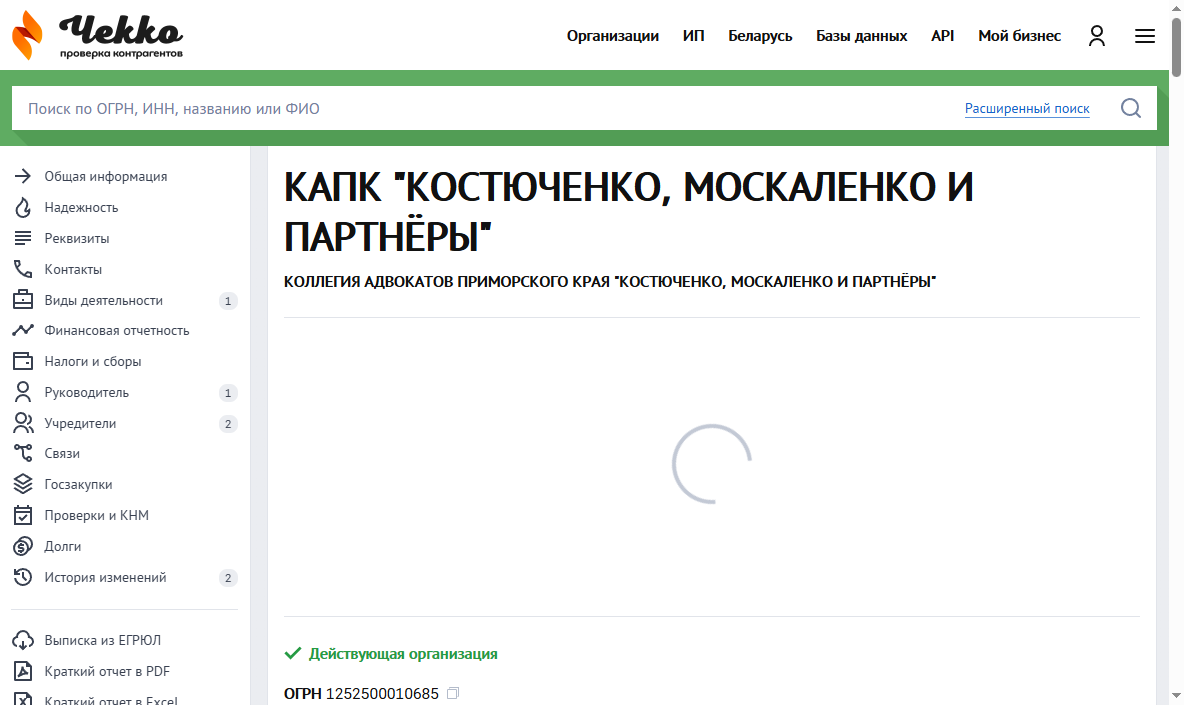 Чекко
проверка контрагентов
Организации ИП Беларусь Базы данных API Мой бизнес
Поиск по ОГРН, ИНН, названию или ФИО Расширенный поиск
Общая информация
Надежность
Реквизиты
Контакты
Виды деятельности 1
Финансовая отчетность
Налоги и сборы
Руководитель 1
Учредители 2
Связи
Госзакупки
Проверки и КНМ
Долги
История изменений 2
Выписка из ЕГРЮЛ
Краткий отчет в PDF
Краткий отчет в Excel
КАПК "КОСТЮЧЕНКО, МОСКАЛЕНКО И
ПАРТНЁРЫ"
КОЛЛЕГИЯ АДВОКАТОВ ПРИМОРСКОГО КРАЯ "КОСТЮЧЕНКО, МОСКАЛЕНКО И ПАРТНЁРЫ"
Действующая организация
ОГРН 1252500010685